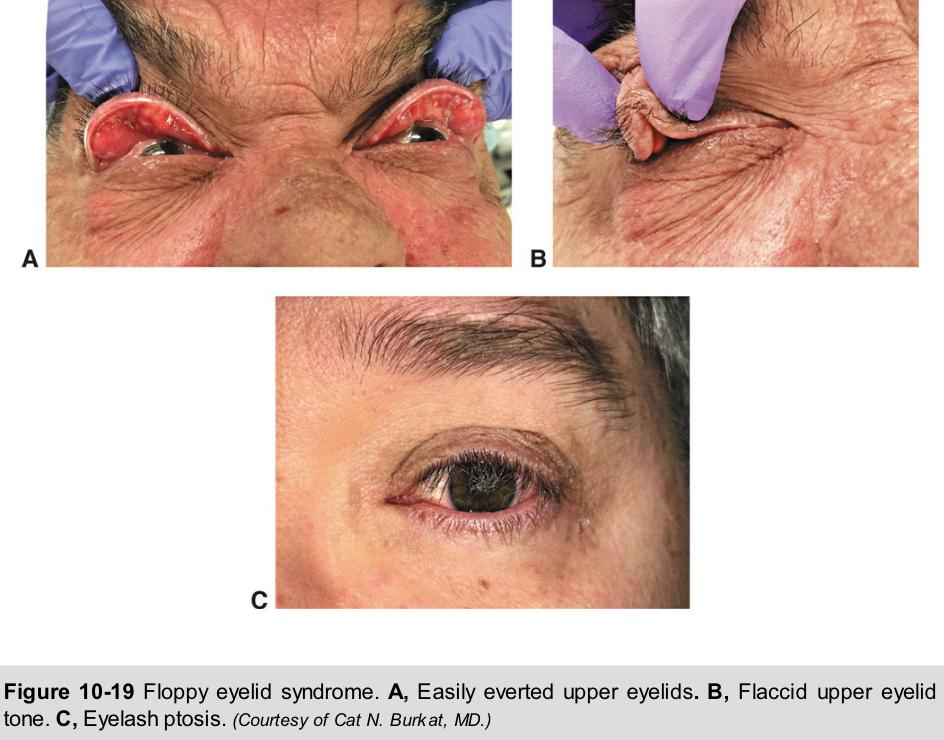 A
B
C
Figure 10-19 Floppy eyelid syndrome. A, Easily everted upper eyelids. B, Flaccid upper eyelid
tone. C, Eyelash ptosis. (Courtesy of Cat N. Burkat, MD.)